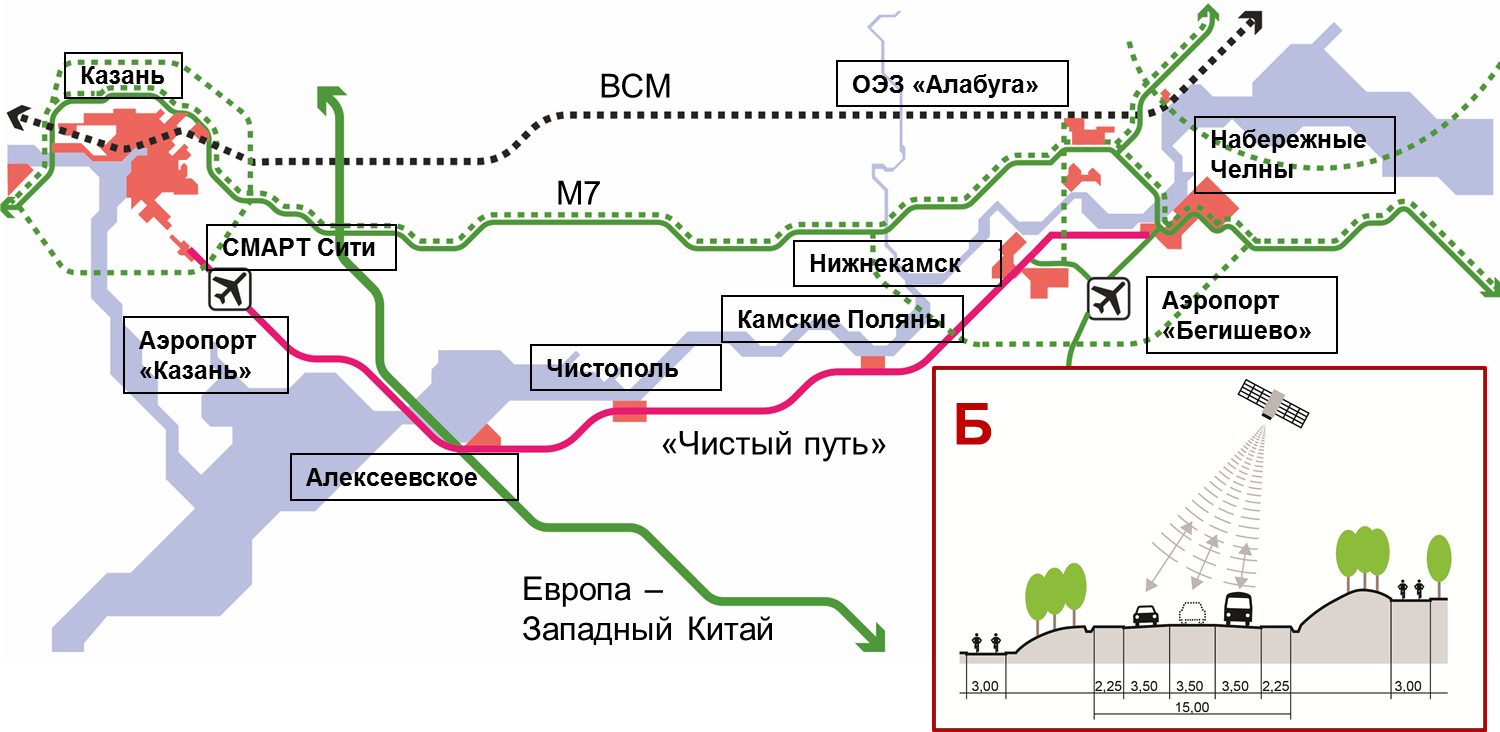 Казань
ВСМ
ОЭЗ «Алабуга»
Набережные
Челны
М7
СМАРТ Сити
Нижнекамск
Камские Поляны
Аэропорт
«Бегишево»
Аэропорт
«Казань»
Чистополь
«Чистый путь»
Алексеевское
Европа –
Западный Китай
Б
3,00
2,25
3,50
3,50
3,50
2,25
3,00
15,00